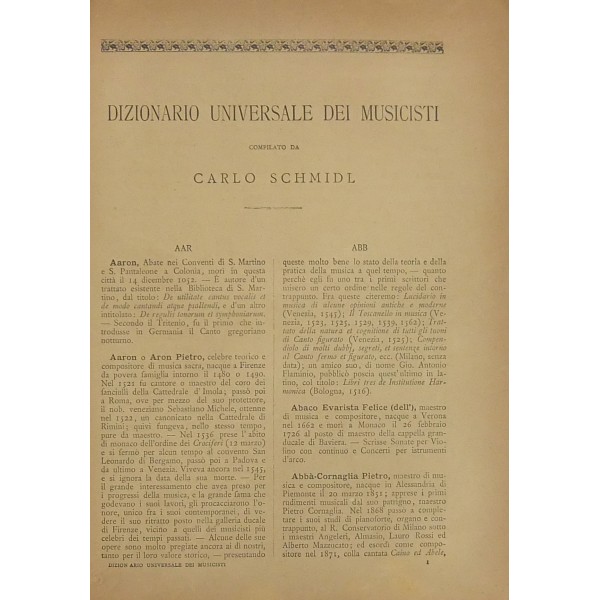 DIZIONARIO UNIVERSALE DEI MUSICISTI
COMPILATO DA
CARLO SCHMIDL
AAR
Aaron, Abate nei Conventi di S. Martino
e S. Pantaleone a Colonia, morì in questa
città il 14 dicembre 1052. — È autore d'un
trattato esistente nella Biblioteca di S. Mar-
tino, dal titolo: De utilitate cantus vocalis et
de modo cantandi atque psallendi, e d'un altro
intitolato: De regulis tonorum et symphoniarum.
— Secondo il Tritenio, fu il primo che in-
trodusse in Germania il Canto gregoriano
notturno.
Aaron o Aron Pietro, celebre teorico e
compositore di musica sacra, nacque a Firenze
da povera famiglia intorno il 1480 o 1490.
Nel 1521 fu cantore o maestro del coro dei
fanciulli della Cattedrale d'Imola; passò poi
a Roma, ove per mezzo del suo protettore,
il nob. veneziano Sebastiano Michele, ottenne
nel 1522, un canonicato nella Cattedrale di
Rimini; quivi fungeva, nello stesso tempo,
pure da maestro. — Nel 1536 prese l'abito
di monaco dell'ordine dei Crociferi (12 marzo)
e si fermò per alcun tempo al convento San
Leonardo di Bergamo, passò poi a Padova e
da ultimo a Venezia. Viveva ancora nel 1545,
e si ignora la data della sua morte. — Per
il grande interessamento che aveva preso per
i progressi della musica, e la grande fama che
godevano i suoi lavori, gli procacciarono l'o-
nore, unico fra i suoi contemporanei, di ve-
dere il suo ritratto posto nella galleria ducale
di Firenze, vicino a quelli dei musicisti più
celebri dei tempi passati. — Alcune delle sue
opere sono molto pregiate ancora al dì nostri,
tanto per il loro valore storico, — presentando
ABB
queste molto bene lo stato della teoria e della
pratica della musica a quel tempo, — quanto
perchè egli fu uno tra i primi scrittori che
misero un certo ordine nelle regole del con-
trappunto. Fra queste citeremo: Lucidario in
musica di alcune opinioni antiche e moderne
(Venezia, 1545); Il Toscanello in musica (Ve-
nezia, 1523, 1525, 1529, 1539, 1562); Trat-
tato della natura et cognitione di tutti gli tuoni
di Canto figurato (Venezia, 1525); Compen-
diolo di molti dubbj, segreti, et sentenze intorno
al Canto fermo et figurato, ecc. (Milano, senza
data); un amico suo, di nome Gio. Antonio
Flaminio, pubblicò poscia quest'ultimo in la-
tino, col titolo: Libri tres de Institutione Har-
monica (Bologna, 1516).
Abaco Evarista Felice (dell'), maestro
di musica e compositore, nacque a Verona
nel 1662 e morì a Monaco il 26 febbraio
1726 al posto di maestro della cappella gran-
ducale di Baviera. — Scrisse Sonate per Vio-
lino con continuo e Concerti per istrumenti
d'arco.
Abbà-Cornaglia Pietro, maestro di mu-
sica e compositore, nacque in Alessandria di
Piemonte il 20 marzo 1851; apprese i primi
rudimenti musicali dal suo patrigno, maestro
Pietro Cornaglia. Nel 1868 passò a comple-
tare i suoi studi di pianoforte, organo e con-
trappunto, al R. Conservatorio di Milano sotto
i maestri Angeleri, Almasio, Lauro Rossi ed
Alberto Mazzucato; ed esordì come compo-
sitore nel 1871, colla cantata Caino ed Abele,
DIZIONARIO UNIVERSALE DEI MUSICISTI
1